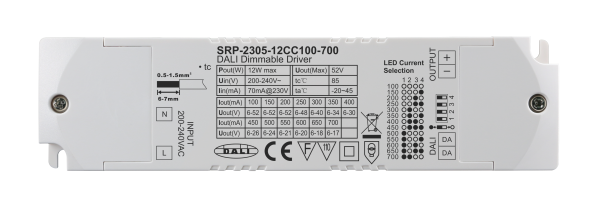 SRP-2305-12CC100-700
DALI Dimmable Driver
tc
0.5-1.5mm²
6-7mm
N
L
INPUT
200-240VAC
Pout(W) 12W max Uout(Max) 52V
Uin(V) 200-240V~ tc℃ 85
Iin(mA) 70mA@230V ta℃ -20~45
Iout(mA) 100 150 200 250 300 350 400
Uout(V) 6-52 6-52 6-52 6-48 6-40 6-34 6-30
Iout(mA) 450 500 550 600 650 700
Uout(V) 6-26 6-24 6-21 6-20 6-18 6-17
DALI
F
110
LED Current
Selection
1 2 3 4
100
150
200
250
300
350
400
450
500
550
600
650
700
OUTPUT
+
−
DALI
DA
DA